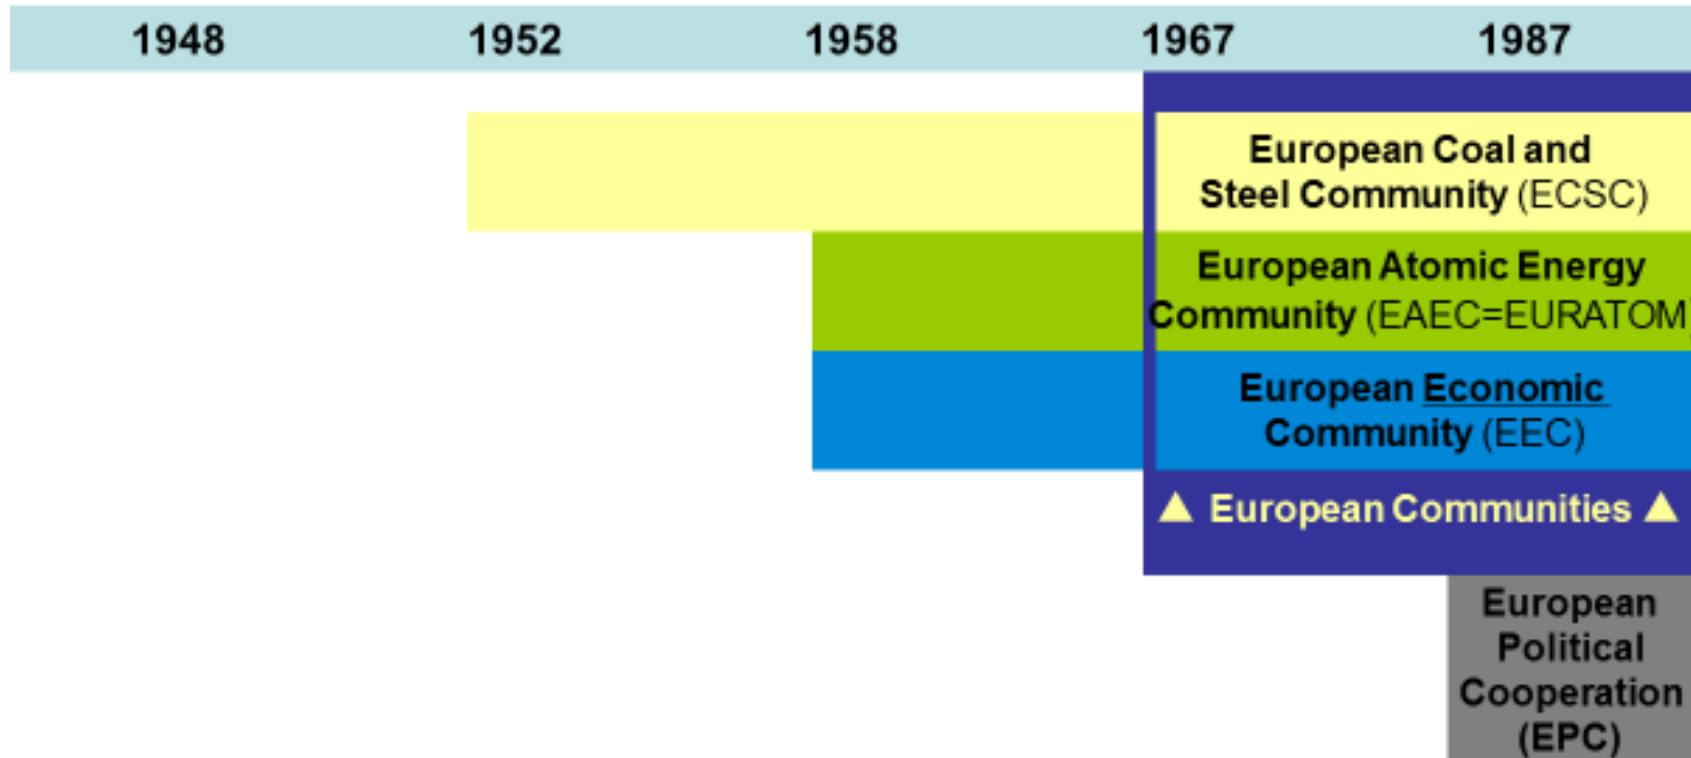 1948 1952 1958 1967 1987
European Coal and
Steel Community (ECSC)
European Atomic Energy
Community (EAEC=EURATOM)
European Economic
Community (EEC)
▲ European Communities ▲
European
Political
Cooperation
(EPC)